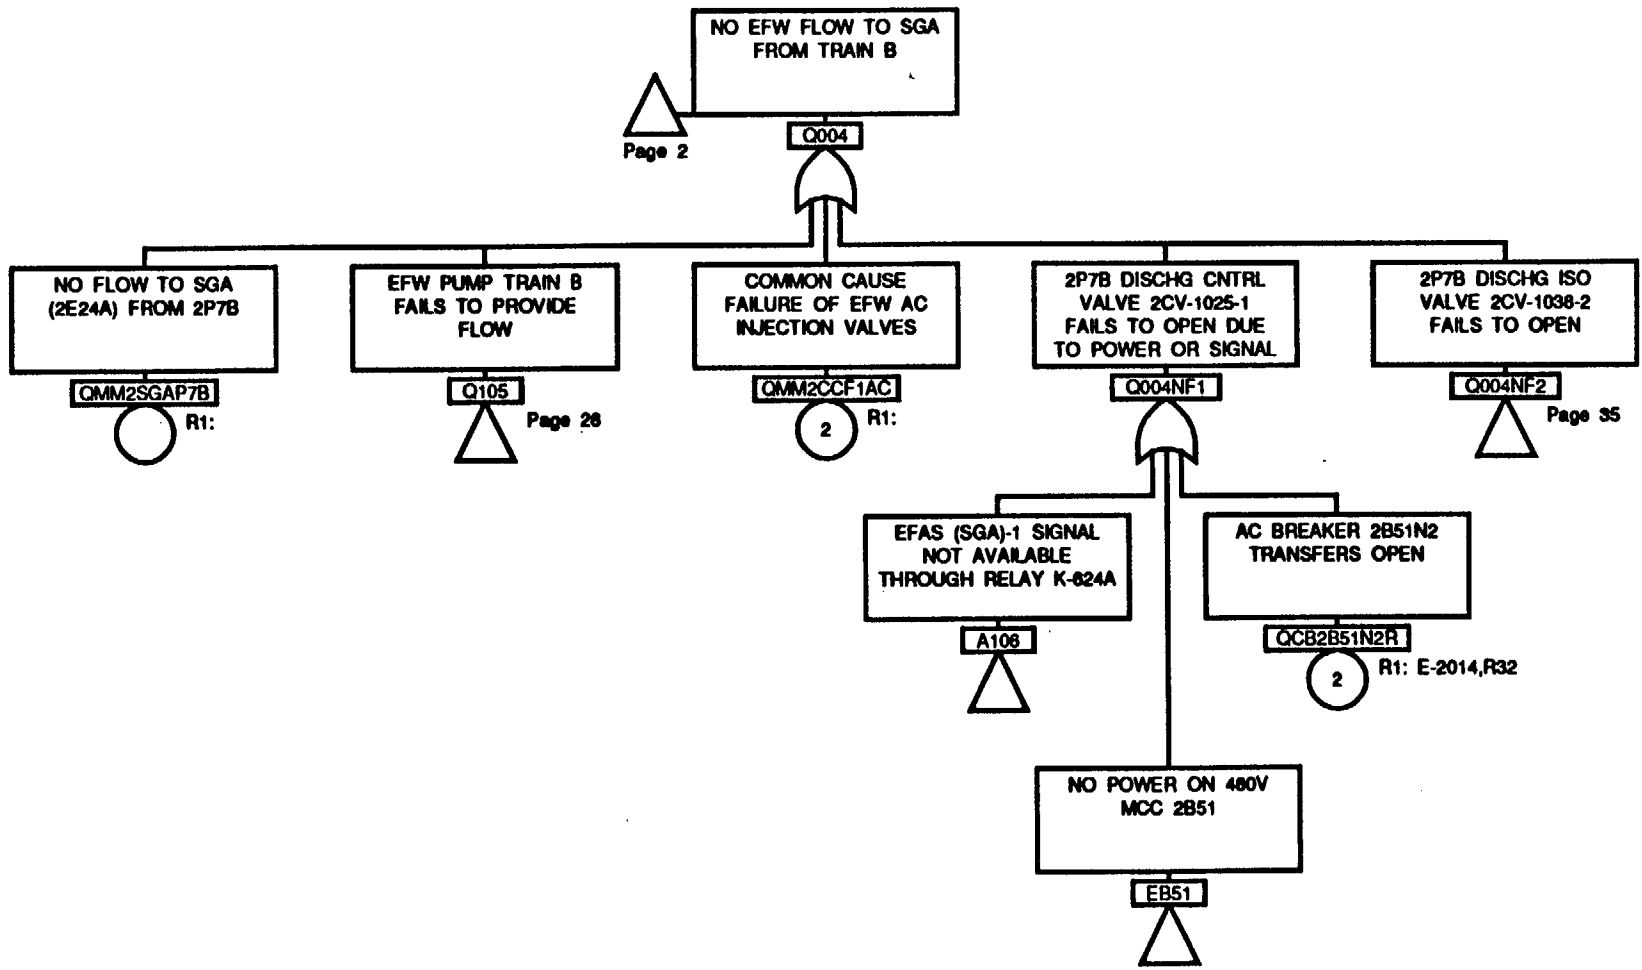 NO EFW FLOW TO SGA
FROM TRAIN B
Page 2
Q004
NO FLOW TO SGA
(2E24A) FROM 2P7B
QMM2SGAP7B
R1:
EFW PUMP TRAIN B
FAILS TO PROVIDE
FLOW
Q105
Page 26
COMMON CAUSE
FAILURE OF EFW AC
INJECTION VALVES
QMM2CCF1AC
2
R1:
2P7B DISCHG CNTRL
VALVE 2CV-1025-1
FAILS TO OPEN DUE
TO POWER OR SIGNAL
Q004NF1
2P7B DISCHG ISO
VALVE 2CV-1038-2
FAILS TO OPEN
Q004NF2
Page 35
EFAS (SGA)-1 SIGNAL
NOT AVAILABLE
THROUGH RELAY K-624A
A106
AC BREAKER 2B51N2
TRANSFERS OPEN
QCB2B51N2R
2
R1: E-2014,R32
NO POWER ON 480V
MCC 2B51
EB51